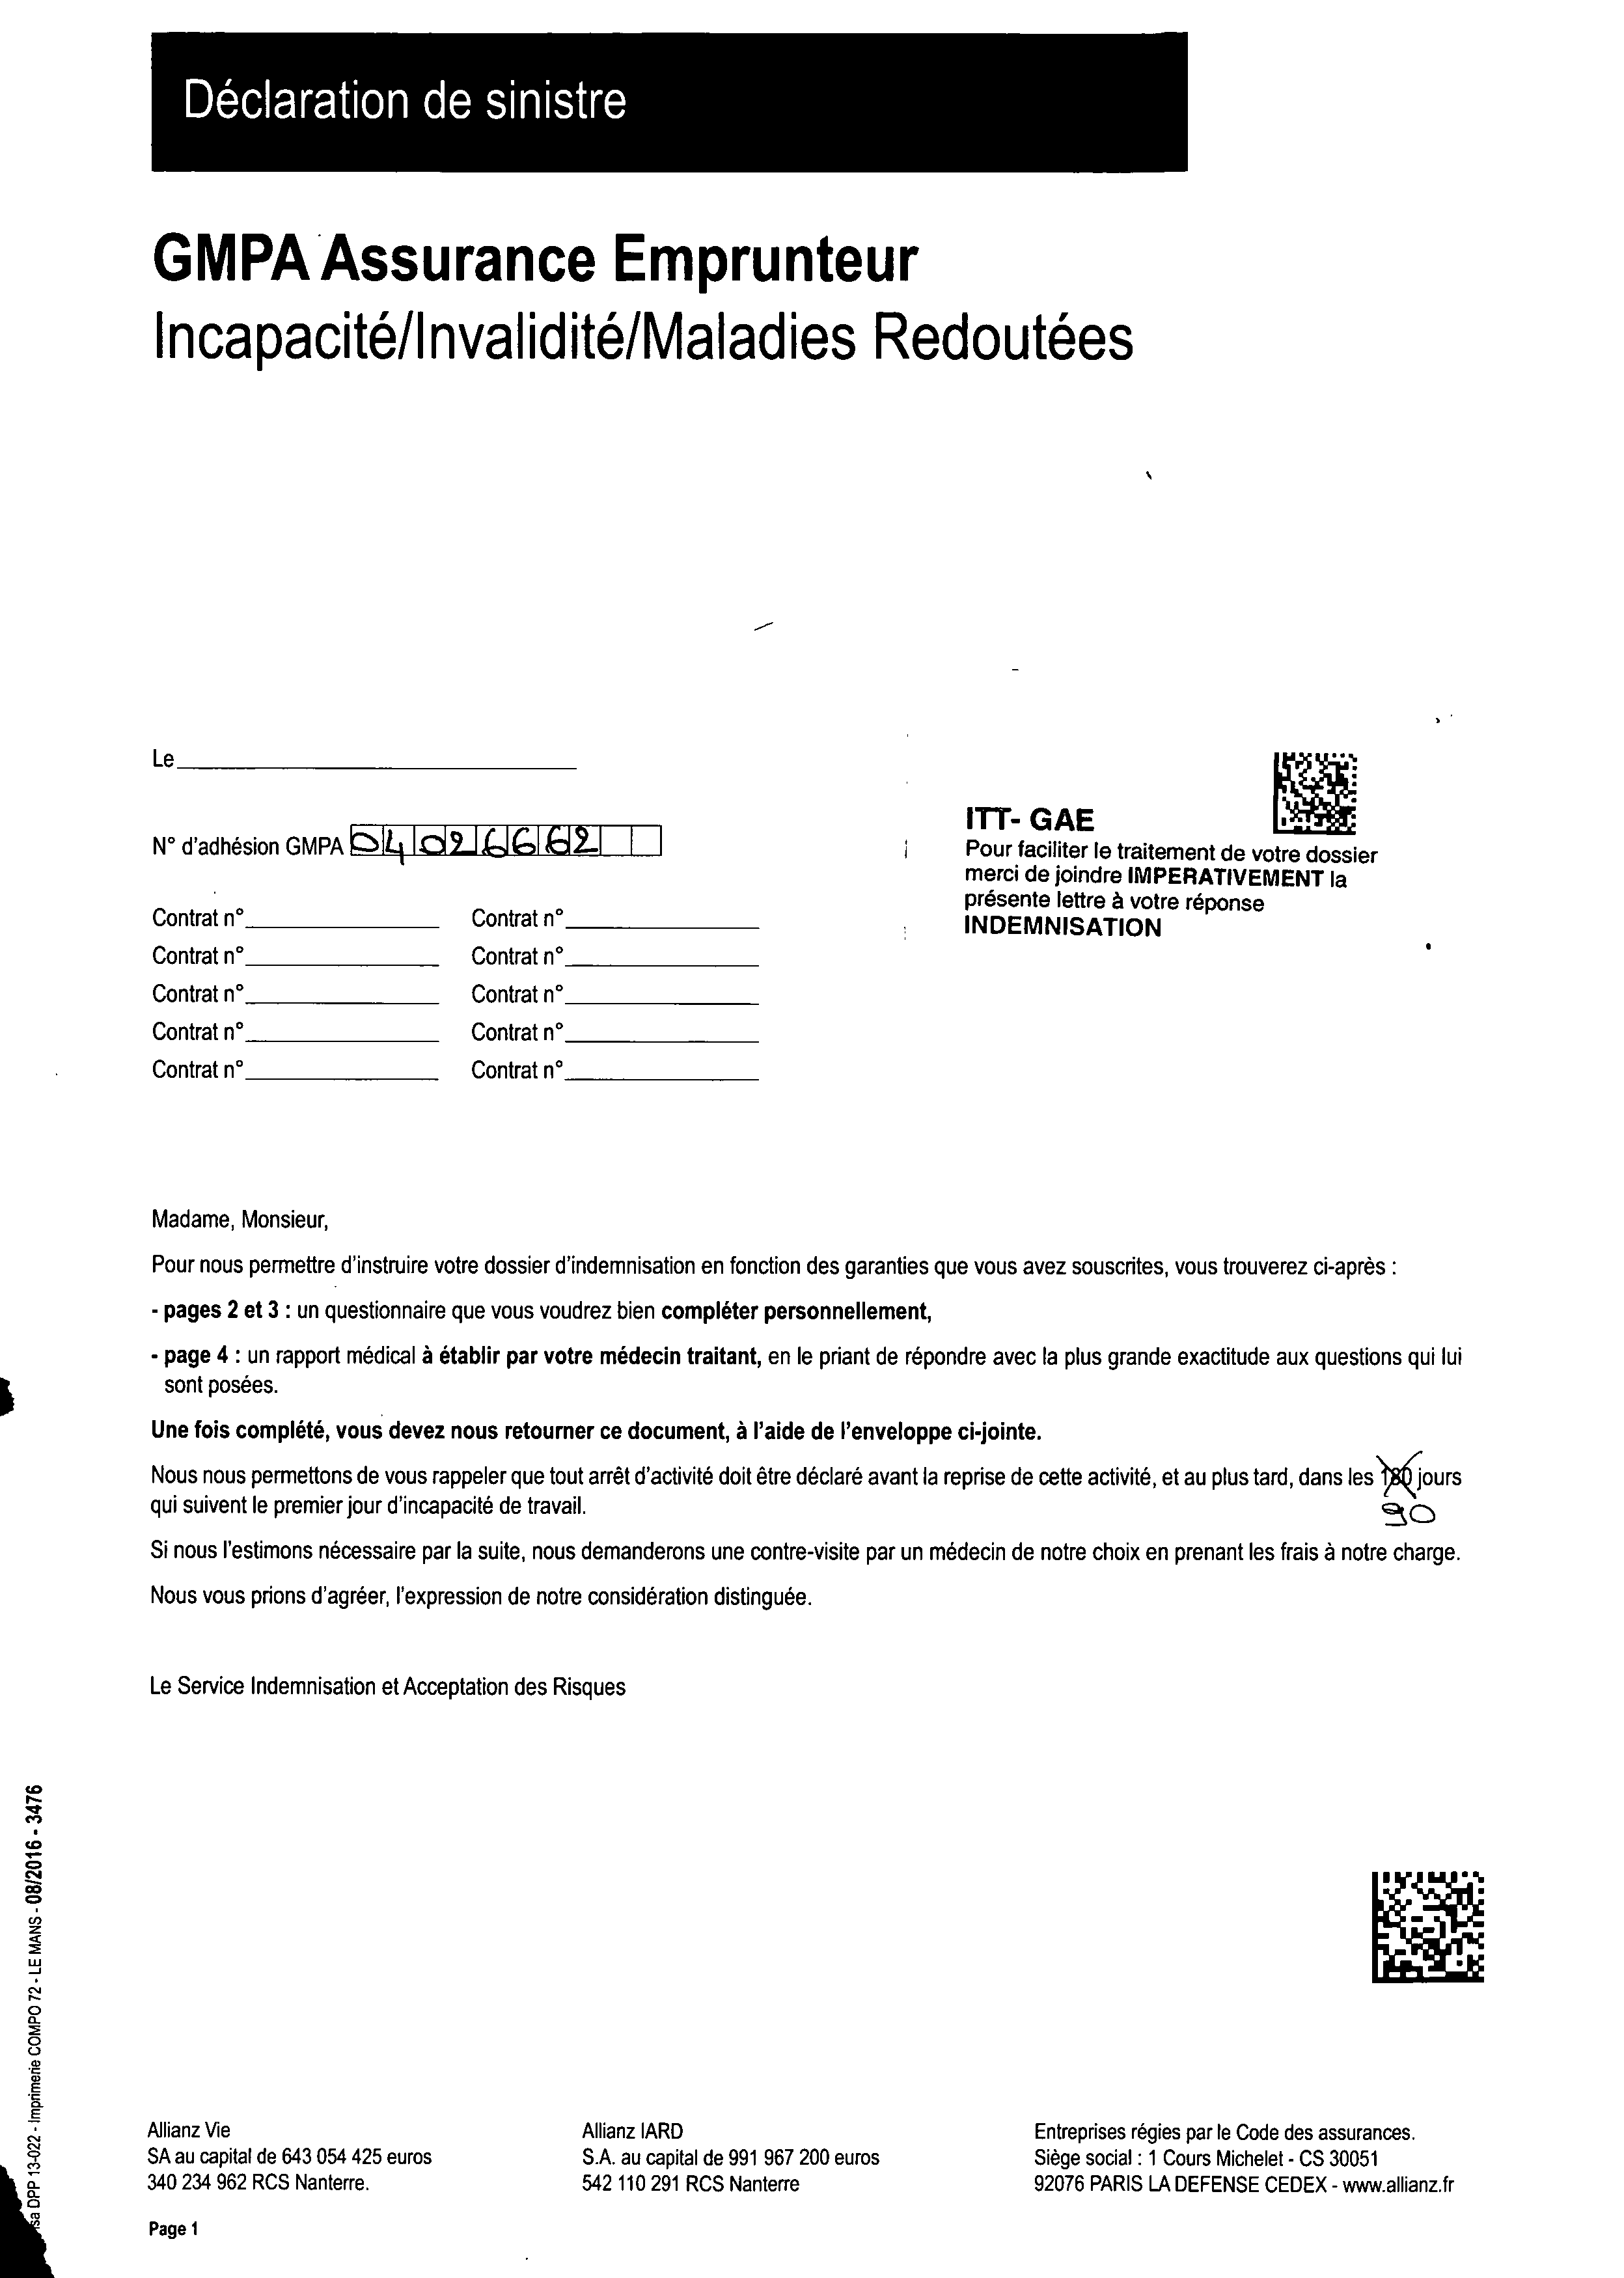 Déclaration de sinistre
GMPA Assurance Emprunteur
Incapacité/Invalidité/Maladies Redoutées
Le
N° d'adhésion GMPA 04026662
Contrat n° Contrat n°
Contrat n° Contrat n°
Contrat n° Contrat n°
Contrat n° Contrat n°
Contrat n° Contrat n°
ITT- GAE
Pour faciliter le traitement de votre dossier
merci de joindre IMPERATIVEMENT la
présente lettre à votre réponse
INDEMNISATION
Madame, Monsieur,
Pour nous permettre d'instruire votre dossier d'indemnisation en fonction des garanties que vous avez souscrites, vous trouverez ci-après :
- pages 2 et 3 : un questionnaire que vous voudrez bien compléter personnellement,
- page 4 : un rapport médical à établir par votre médecin traitant, en le priant de répondre avec la plus grande exactitude aux questions qui lui
sont posées.
Une fois complété, vous devez nous retourner ce document, à l'aide de l'enveloppe ci-jointe.
Nous nous permettons de vous rappeler que tout arrêt d'activité doit être déclaré avant la reprise de cette activité, et au plus tard, dans les 180 jours
qui suivent le premier jour d'incapacité de travail.
90
Si nous l'estimons nécessaire par la suite, nous demanderons une contre-visite par un médecin de notre choix en prenant les frais à notre charge.
Nous vous prions d'agréer, l'expression de notre considération distinguée.
Le Service Indemnisation et Acceptation des Risques
DPP 13-022 - Imprimerie COMPO 72 - LE MANS - 08/2016 - 3476
Allianz Vie
SA au capital de 643 054 425 euros
340 234 962 RCS Nanterre.
Allianz IARD
S.A. au capital de 991 967 200 euros
542 110 291 RCS Nanterre
Entreprises régies par le Code des assurances.
Siège social : 1 Cours Michelet - CS 30051
92076 PARIS LA DEFENSE CEDEX - www.allianz.fr
Page 1